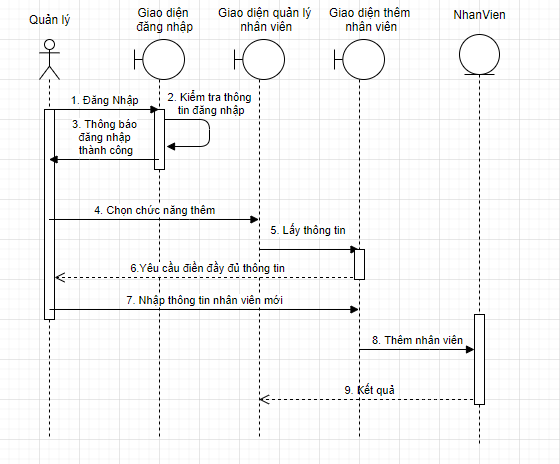 Quản lý
Giao diện
đăng nhập
Giao diện quản lý
nhân viên
Giao diện thêm
nhân viên
NhanVien
1. Đăng Nhập
2. Kiểm tra thông
tin đăng nhập
3. Thông báo
đăng nhập
thành công
4. Chọn chức năng thêm
5. Lấy thông tin
6.Yêu cầu điền đầy đủ thông tin
7. Nhập thông tin nhân viên mới
8. Thêm nhân viên
9. Kết quả